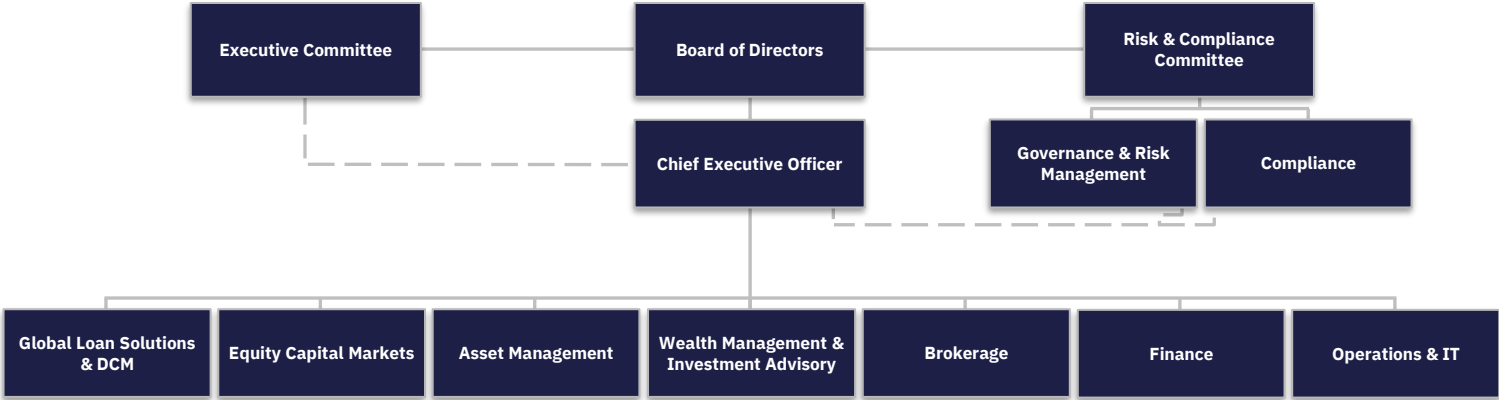 Executive Committee
Board of Directors
Risk & Compliance
Committee
Chief Executive Officer
Governance & Risk
Management
Compliance
Global Loan Solutions
& DCM
Equity Capital Markets
Asset Management
Wealth Management &
Investment Advisory
Brokerage
Finance
Operations & IT